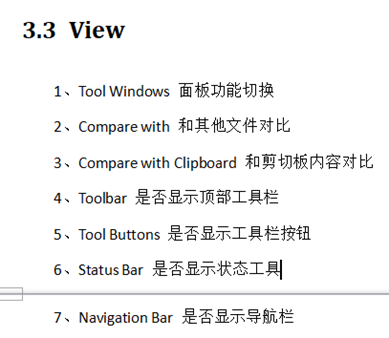 3.3 View
1、Tool Windows 面板功能切换
2、Compare with 和其他文件对比
3、Compare with Clipboard 和剪切板内容对比
4、Toolbar 是否显示顶部工具栏
5、Tool Buttons 是否显示工具栏按钮
6、Status Bar 是否显示状态工具
7、Navigation Bar 是否显示导航栏